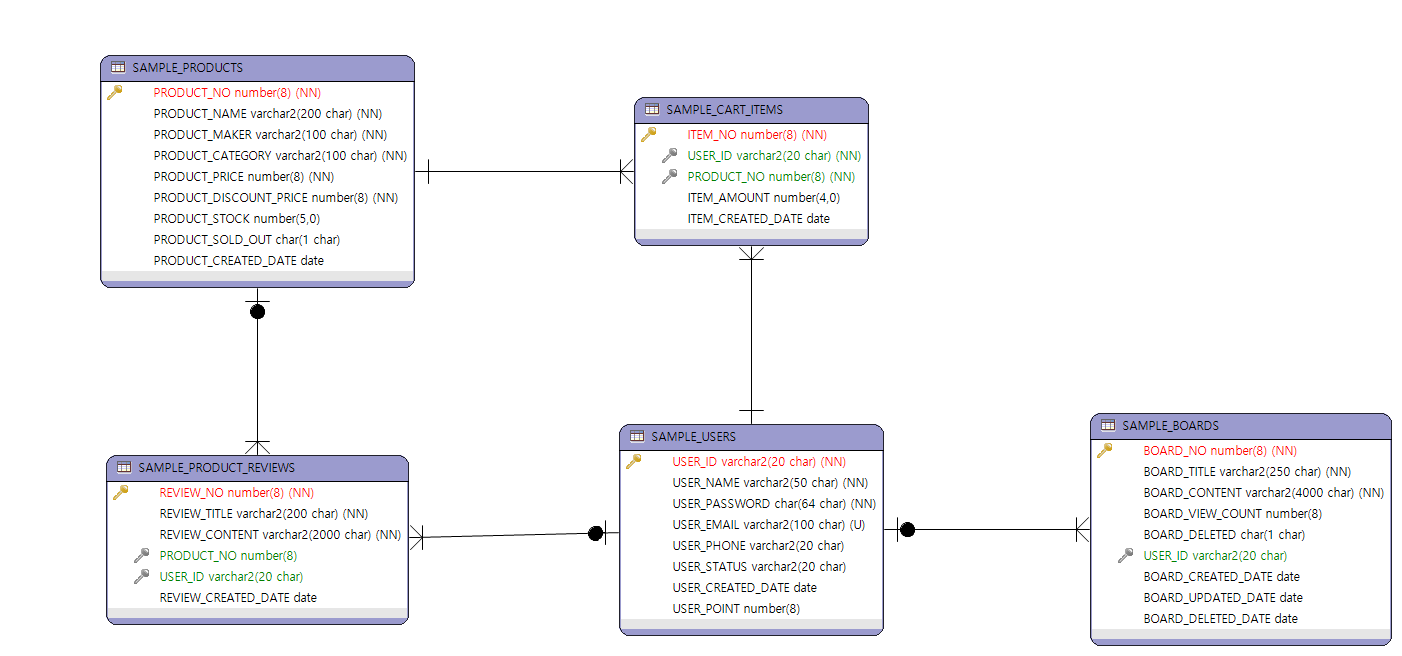 SAMPLE_PRODUCTS
PRODUCT_NO number(8) (NN)
PRODUCT_NAME varchar2(200 char) (NN)
PRODUCT_MAKER varchar2(100 char) (NN)
PRODUCT_CATEGORY varchar2(100 char) (NN)
PRODUCT_PRICE number(8) (NN)
PRODUCT_DISCOUNT_PRICE number(8) (NN)
PRODUCT_STOCK number(5,0)
PRODUCT_SOLD_OUT char(1 char)
PRODUCT_CREATED_DATE date
SAMPLE_CART_ITEMS
ITEM_NO number(8) (NN)
USER_ID varchar2(20 char) (NN)
PRODUCT_NO number(8) (NN)
ITEM_AMOUNT number(4,0)
ITEM_CREATED_DATE date
SAMPLE_PRODUCT_REVIEWS
REVIEW_NO number(8) (NN)
REVIEW_TITLE varchar2(200 char) (NN)
REVIEW_CONTENT varchar2(2000 char) (NN)
PRODUCT_NO number(8)
USER_ID varchar2(20 char)
REVIEW_CREATED_DATE date
SAMPLE_USERS
USER_ID varchar2(20 char) (NN)
USER_NAME varchar2(50 char) (NN)
USER_PASSWORD char(64 char) (NN)
USER_EMAIL varchar2(100 char) (U)
USER_PHONE varchar2(20 char)
USER_STATUS varchar2(20 char)
USER_CREATED_DATE date
USER_POINT number(8)
SAMPLE_BOARDS
BOARD_NO number(8) (NN)
BOARD_TITLE varchar2(250 char) (NN)
BOARD_CONTENT varchar2(4000 char) (NN)
BOARD_VIEW_COUNT number(8)
BOARD_DELETED char(1 char)
USER_ID varchar2(20 char)
BOARD_CREATED_DATE date
BOARD_UPDATED_DATE date
BOARD_DELETED_DATE date